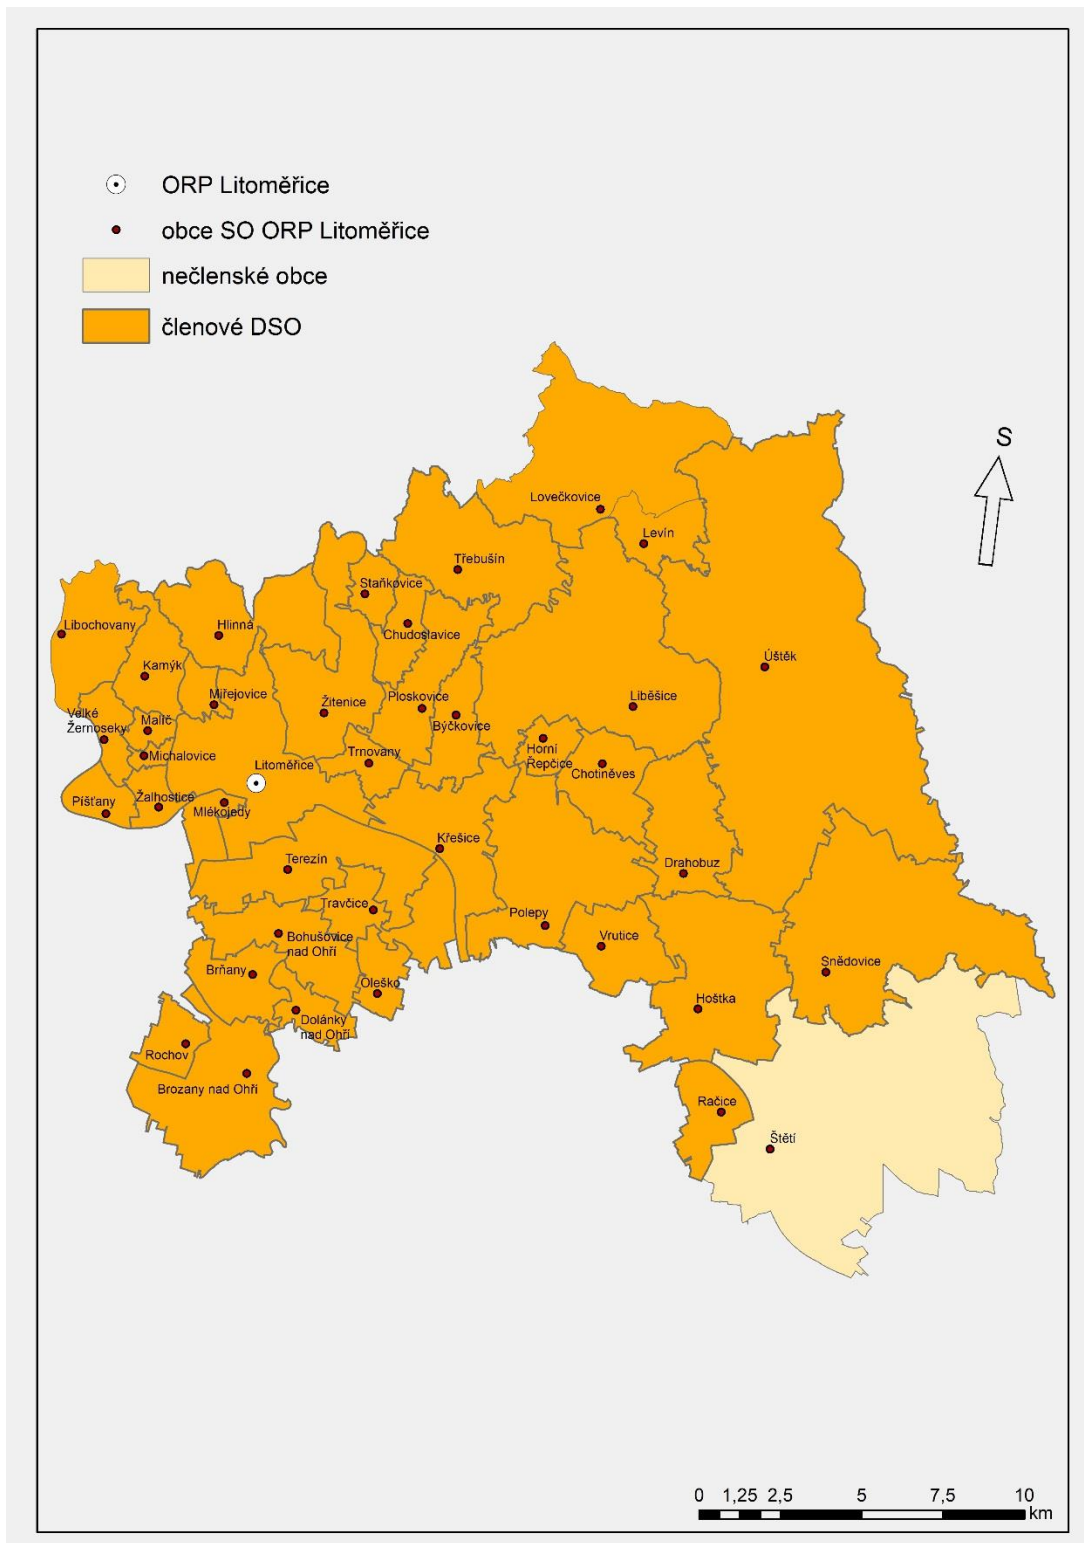 ORP Litoměřice
obce SO ORP Litoměřice
nečlenské obce
členové DSO
S
Lovečkovice
Levín
Třebušín
Staňkovice
Libochovany
Hlinná
Chudoslavice
Úštěk
Kamýk
Miřejovice
Žitenice
Ploskovice
Liběšice
Velké
Žernoseky
Malíč
Býčkovice
Michalovice
Litoměřice
Trnovany
Horní
Řepčice
Chotiněves
Píšťany
Žalhostice
Mlékojedy
Křešice
Terezín
Drahobuz
Travčice
Polepy
Bohušovice
nad Ohří
Vrutice
Brňany
Snědovice
Oleško
Hoštka
Dolánky
nad Ohří
Rochov
Brozany nad Ohří
Račice
Štětí
0 1,25 2,5 5 7,5 10
km